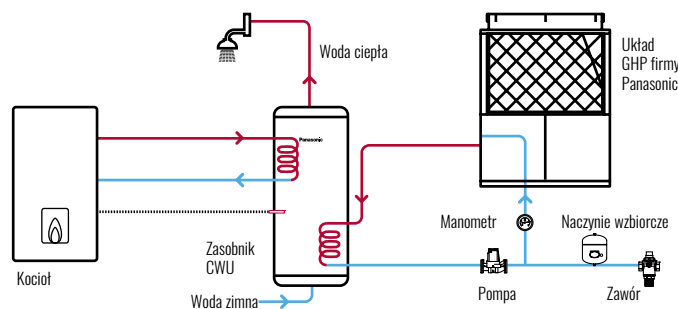 Woda ciepła
Układ
GHP firmy
Panasonic
Panasonic
Manometr
Naczynie wzbiorcze
Zasobnik
CWU
Kocioł
Woda zimna
Pompa
Zawór